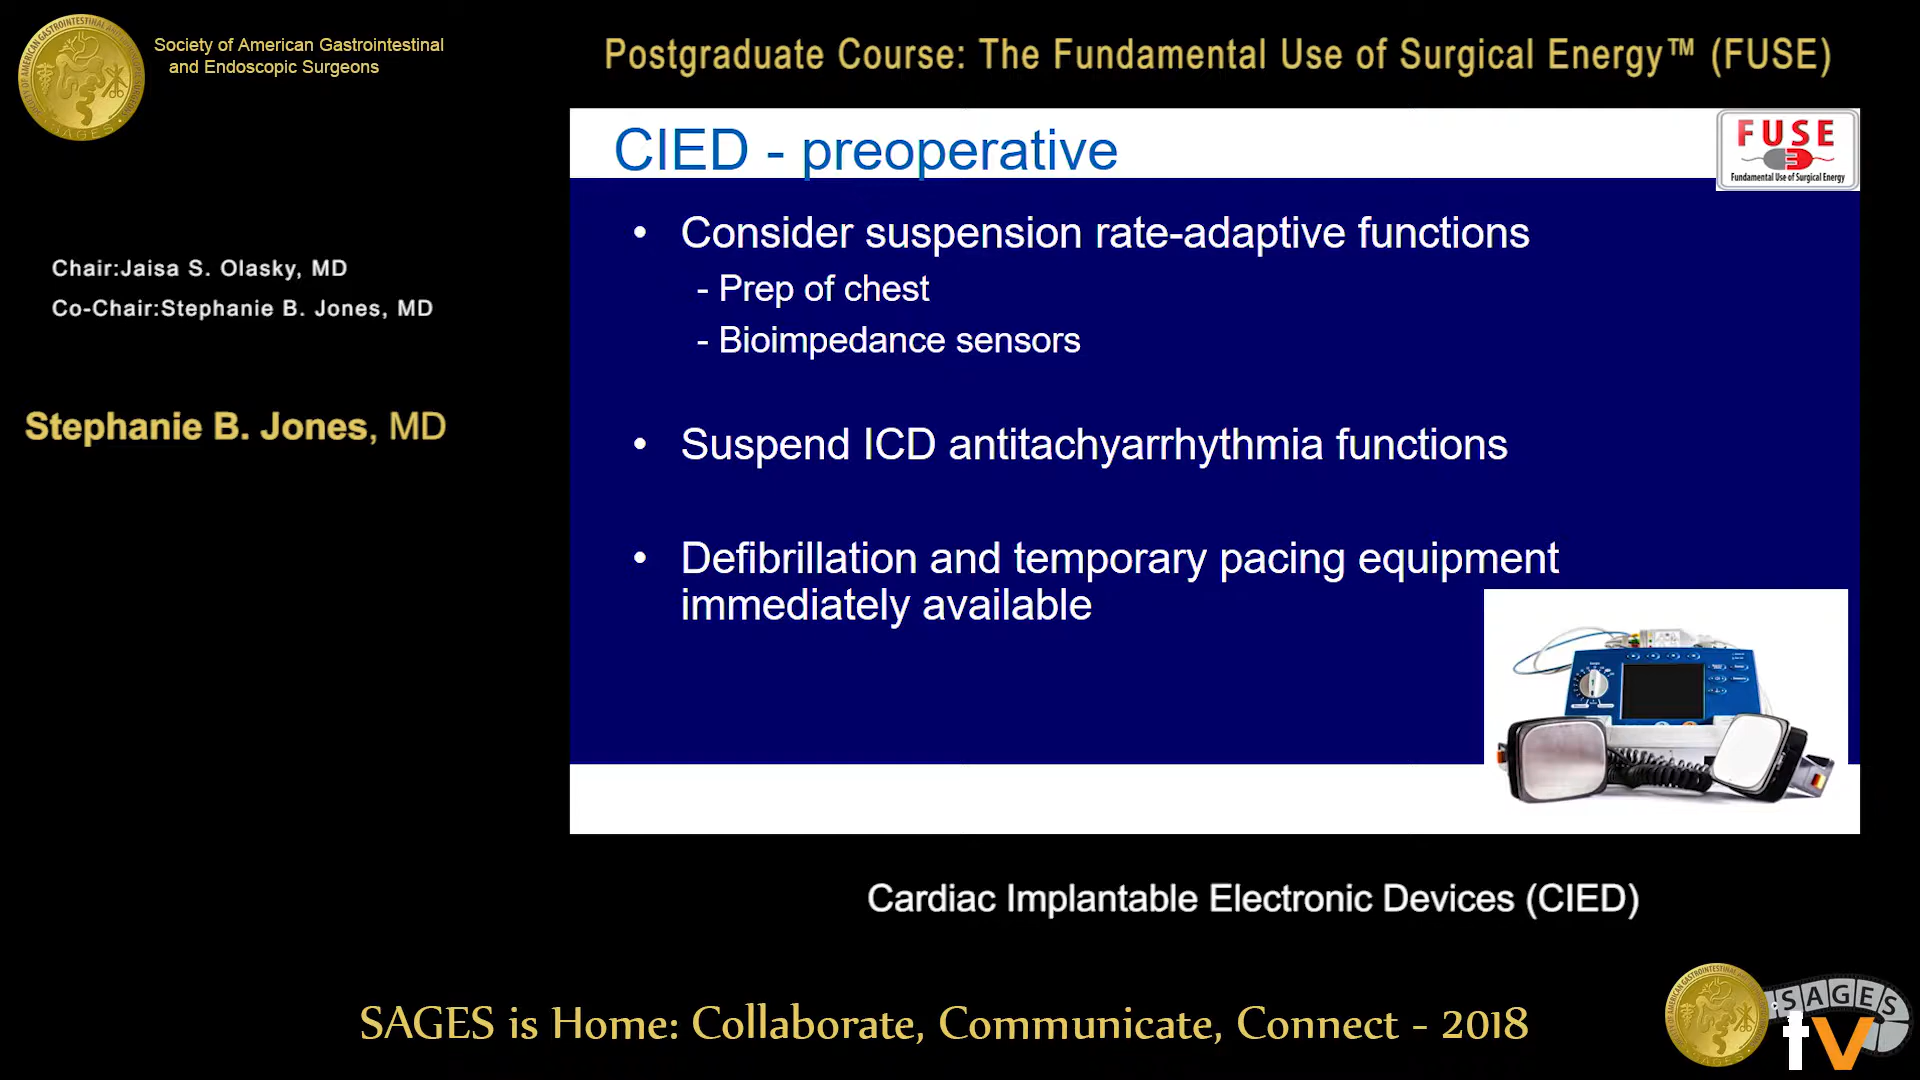 Society of American Gastrointestinal
and Endoscopic Surgeons
Postgraduate Course: The Fundamental Use of Surgical Energy™ (FUSE)
Chair:Jaisa S. Olasky, MD
Co-Chair:Stephanie B. Jones, MD
Stephanie B. Jones, MD
CIED - preoperative
FUSE
Fundamental Use of Surgical Energy
• Consider suspension rate-adaptive functions
- Prep of chest
- Bioimpedance sensors
• Suspend ICD antitachyarrhythmia functions
• Defibrillation and temporary pacing equipment
immediately available
Cardiac Implantable Electronic Devices (CIED)
SAGES is Home: Collaborate, Communicate, Connect - 2018
SAGES
tv